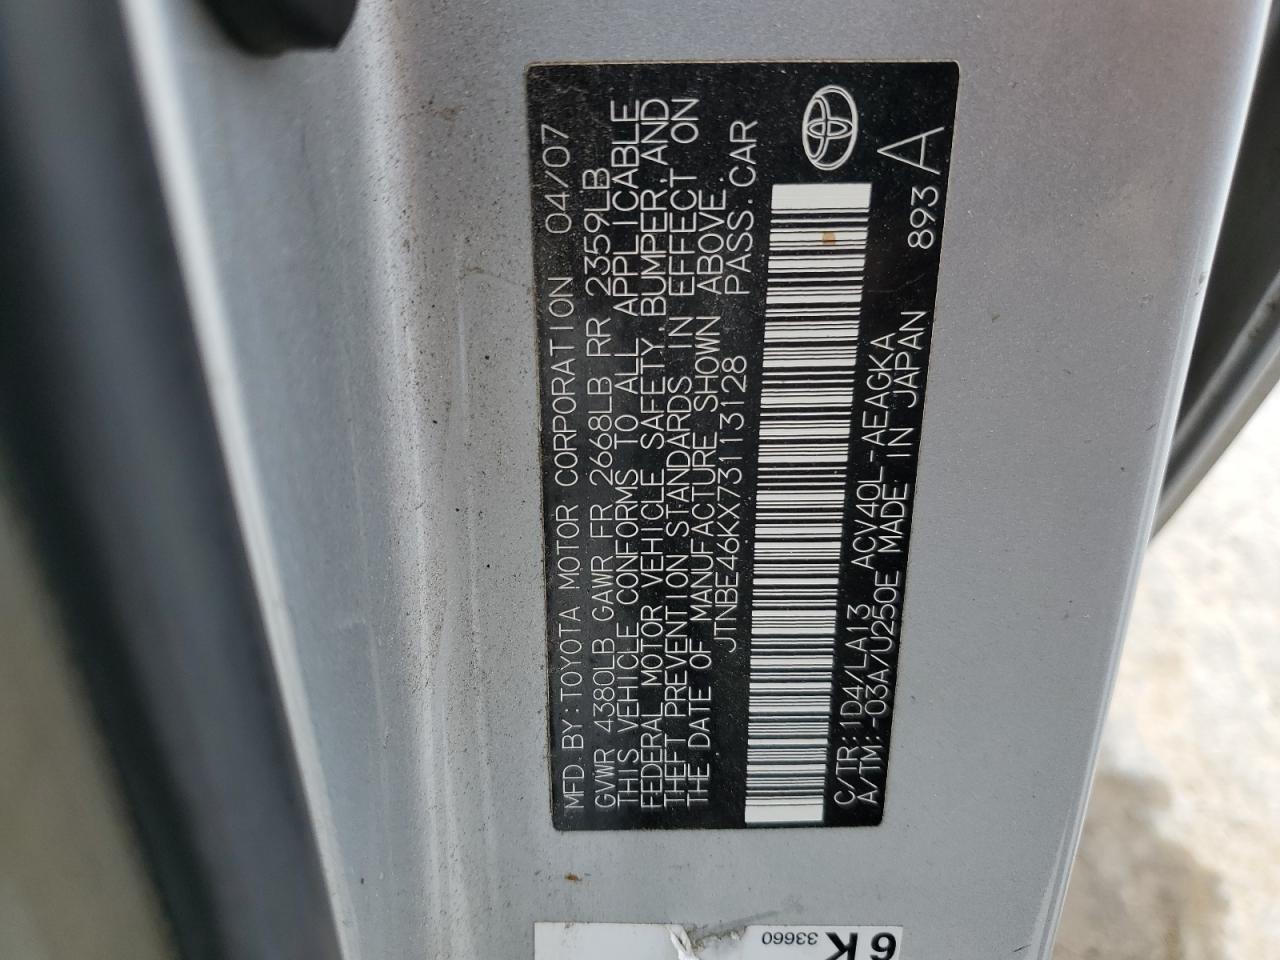 MFD.BY:TOYOTA MOTOR CORPORATION 04/07
GVWR 4380LB GAWR FR 2668LB RR 2359LB
THIS VEHICLE CONFORMS TO ALL APPLICABLE
FEDERAL MOTOR VEHICLE SAFETY,BUMPER,AND
THEFT PREVENTION STANDARDS IN EFFECT ON
THE DATE OF MANUFACTURE SHOWN ABOVE.
JTNBE46KX73113128 PASS.CAR
C/TR:1D4/LA13 ACV40L-AEAGKA 893 A
A/TM:-03A/U250E MADE IN JAPAN
6K
33660